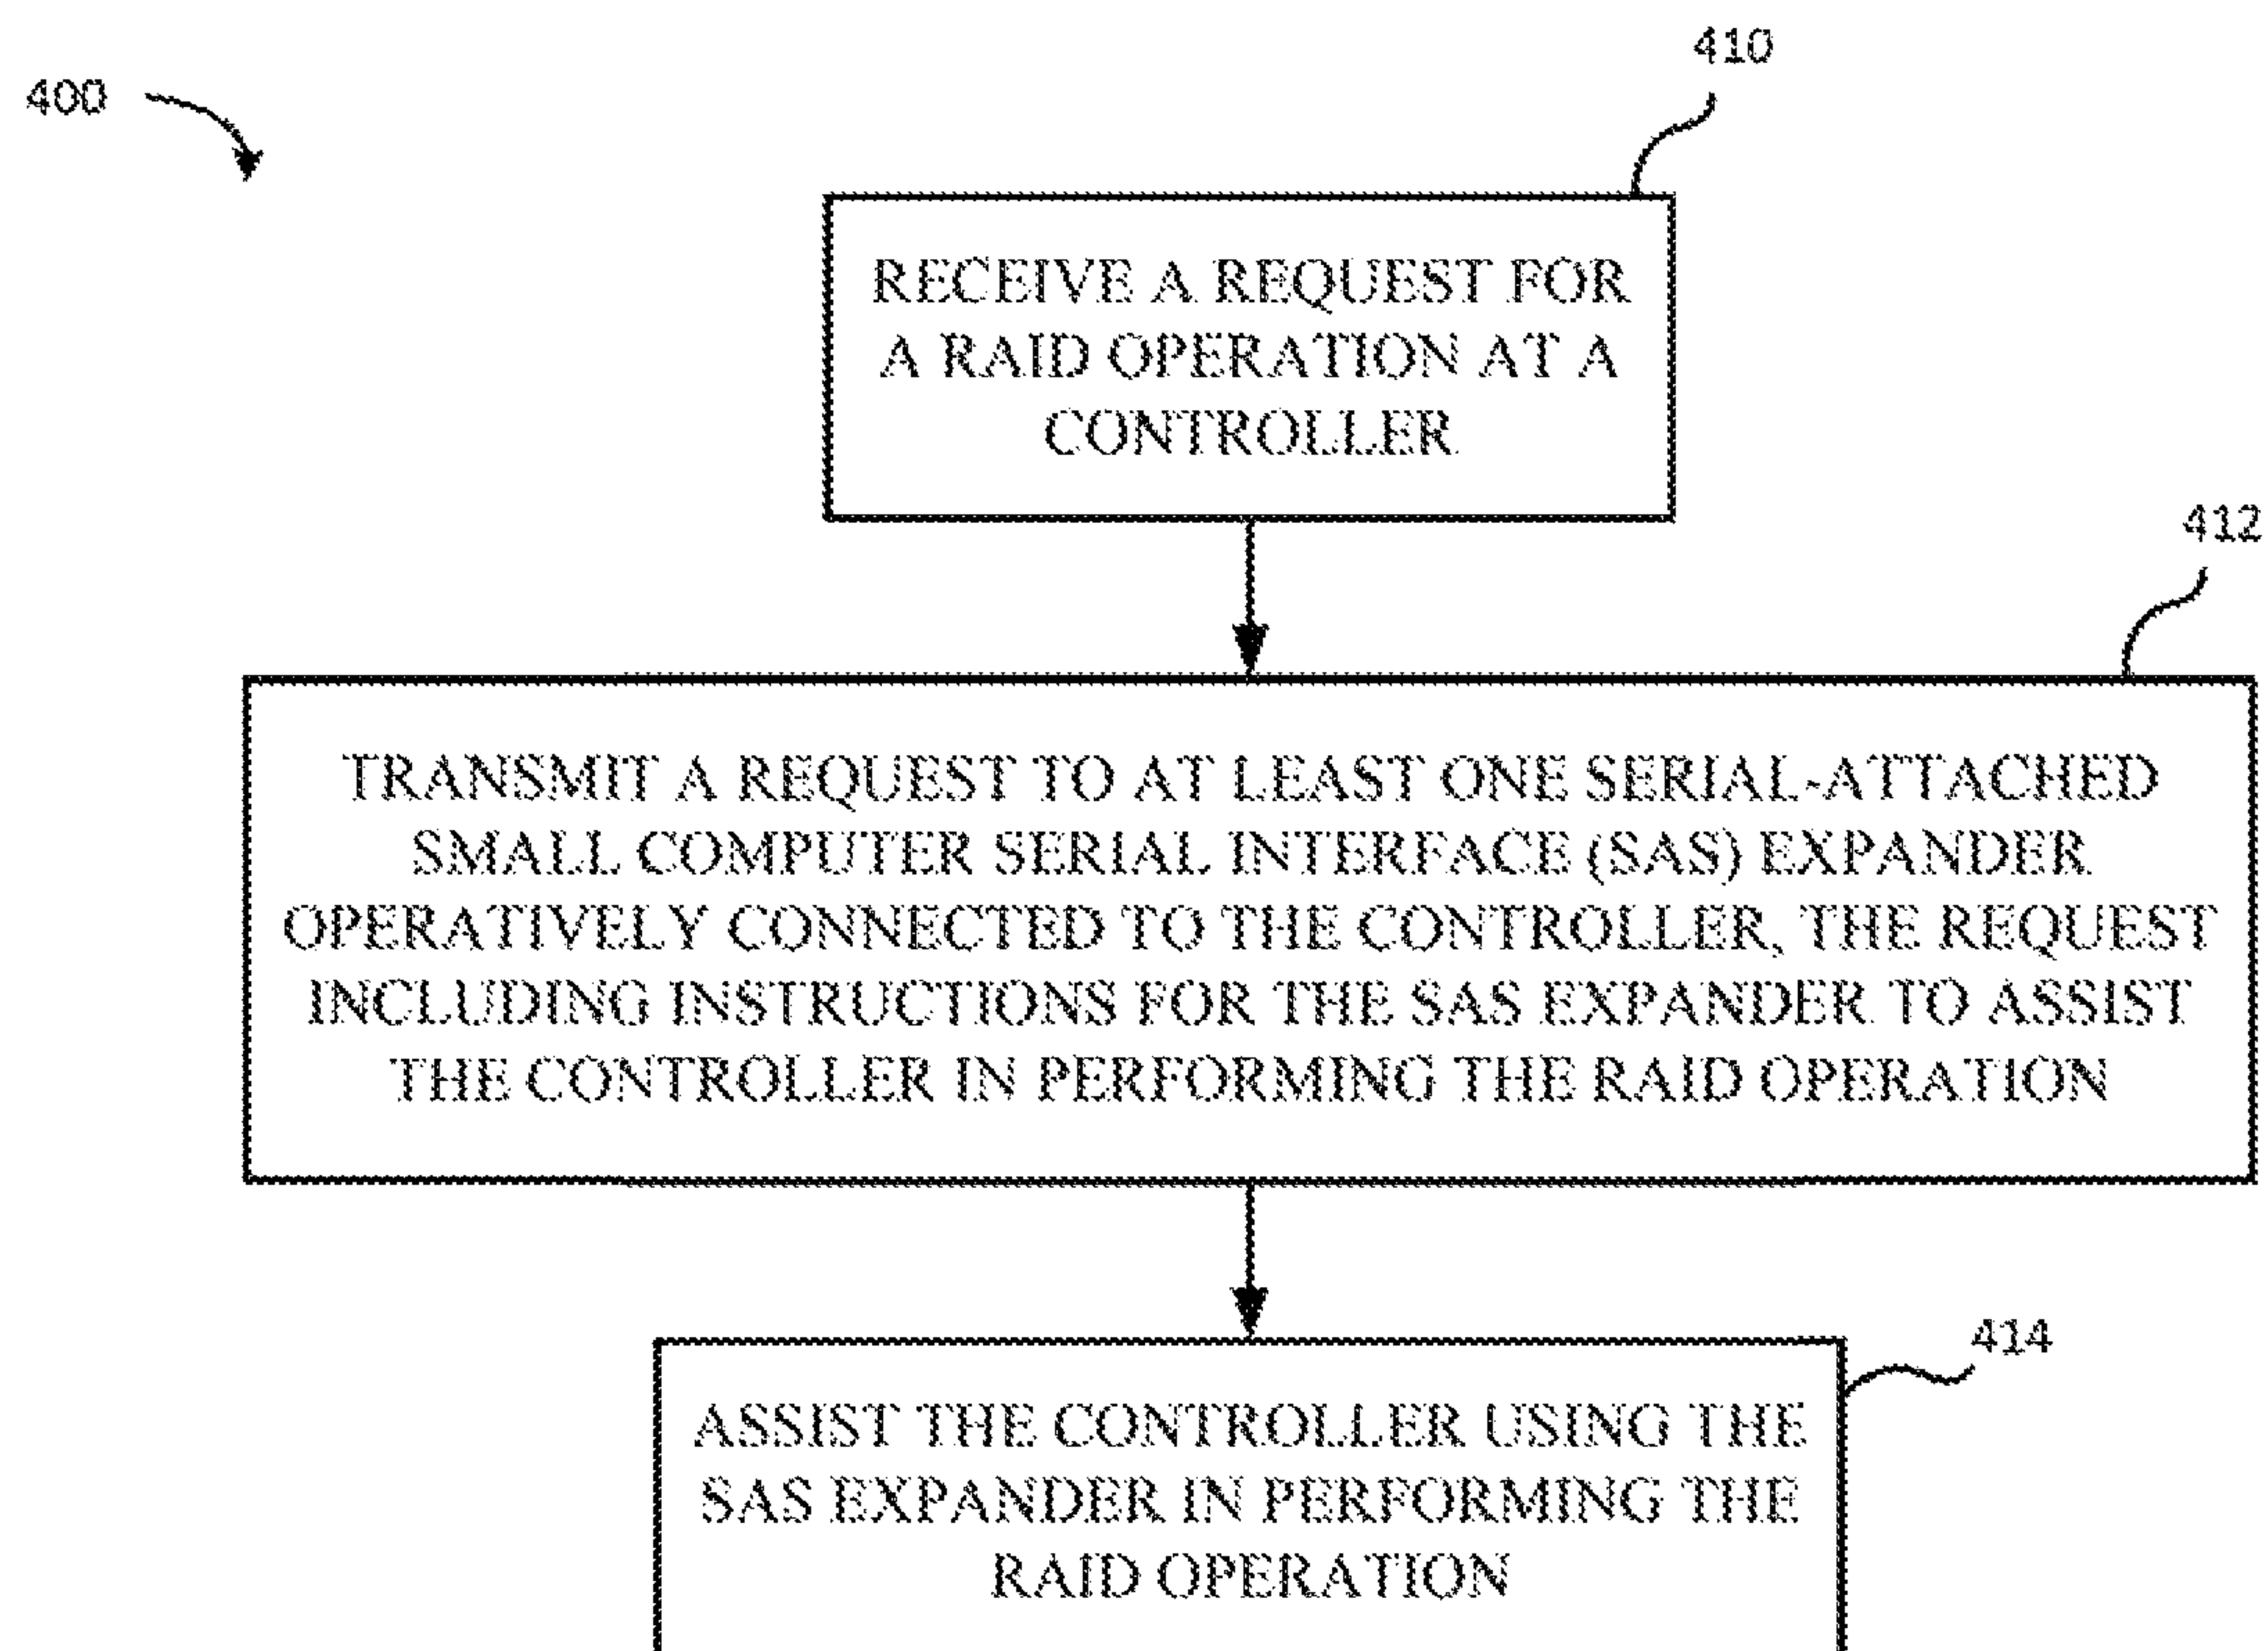 400
410
RECEIVE A REQUEST FOR
A RAID OPERATION AT A
CONTROLLER
412
TRANSMIT A REQUEST TO AT LEAST ONE SERIAL-ATTACHED
SMALL COMPUTER SERIAL INTERFACE (SAS) EXPANDER
OPERATIVELY CONNECTED TO THE CONTROLLER, THE REQUEST
INCLUDING INSTRUCTIONS FOR THE SAS EXPANDER TO ASSIST
THE CONTROLLER IN PERFORMING THE RAID OPERATION
414
ASSIST THE CONTROLLER USING THE
SAS EXPANDER IN PERFORMING THE
RAID OPERATION